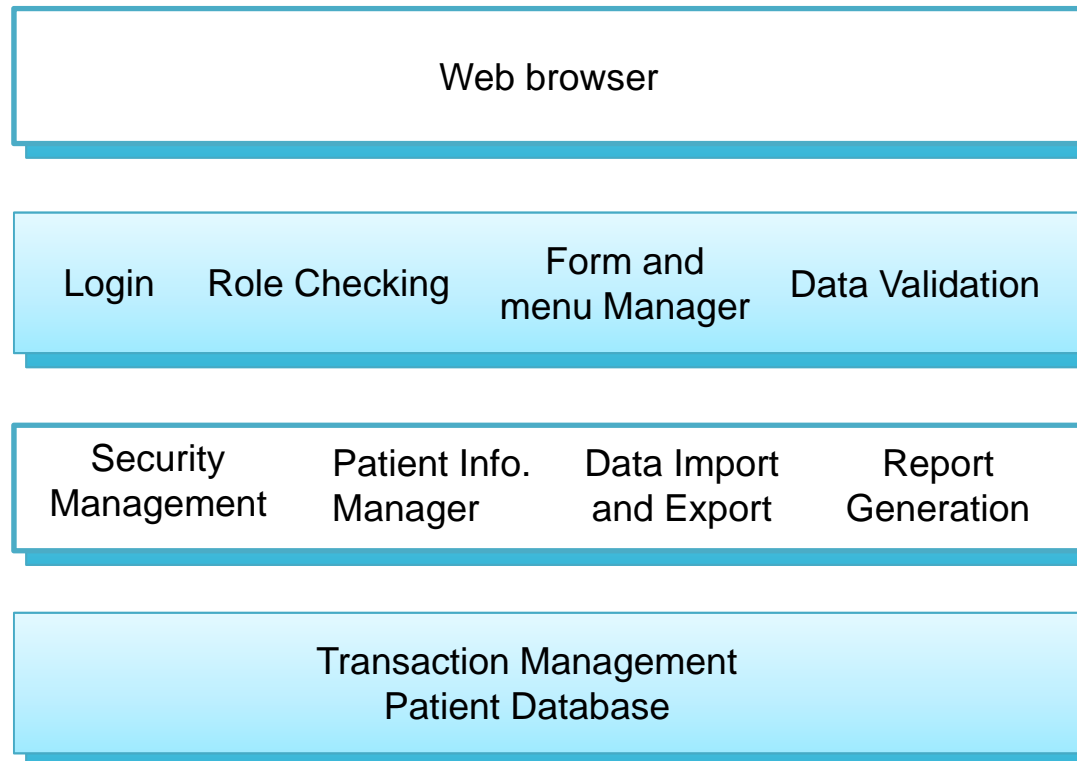 Web browser
Login
Role Checking
Form and
menu Manager
Data Validation
Security
Management
Patient Info.
Manager
Data Import
and Export
Report
Generation
Transaction Management
Patient Database